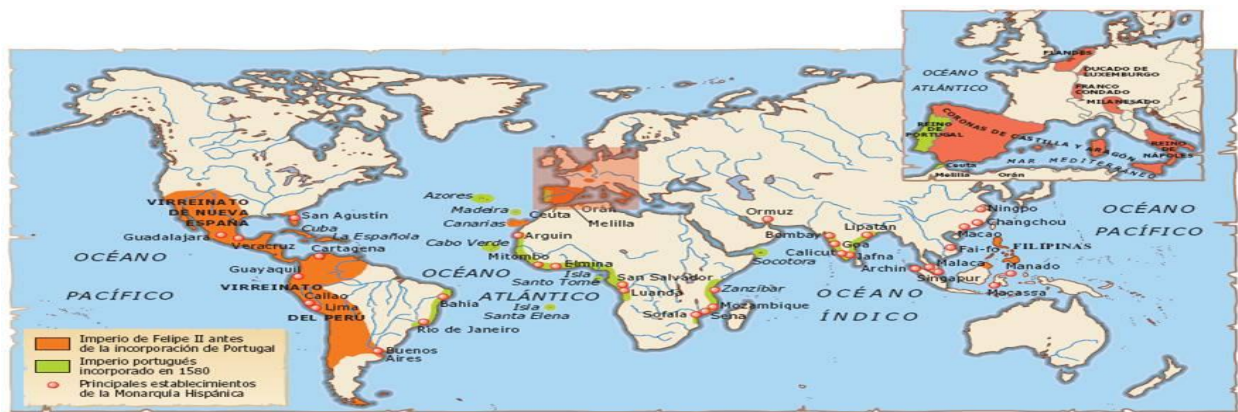 FLANDES
DUCADO DE
LUXEMBURGO
OCÉANO
ATLÁNTICO
FRANCO
CONDADO
MILANESADO
REINO
DE
PORTUGAL
CORONAS DE CASTILLA Y ARAGÓN
REINO
DE
NÁPOLES
MAR MEDITERRÁNEO
Ceuta
Melilla
Orán
VIRREINATO
DE NUEVA
ESPAÑA
San Agustín
Cuba
La Española
Guadalajara
Veracruz
Cartagena
OCÉANO
PACÍFICO
Guayaquil
VIRREINATO
Callao
Lima
DEL PERÚ
Bahia
Río de Janeiro
Buenos
Aires
Azores
Madeira
Canarias
Cabo Verde
Ceúta
Orán
Melilla
Arguin
Mitombo
Elmina
OCÉANO
ATLÁNTICO
Isla
Santo Tomé
Isla
Santa Elena
San Salvador
Luanda
Ormuz
Bombay
Lipatán
Goa
Calicut
Jafna
Socotora
Zanzíbar
Mozambique
Sofala
Sena
OCÉANO
ÍNDICO
Ningpo
Changchou
Macao
Fai-fo
FILIPINAS
Malaca
Archin
Singapur
Manado
Macassa
OCÉANO
PACÍFICO
Imperio de Felipe II antes
de la incorporación de Portugal
Imperio portugués
incorporado en 1580
Principales establecimientos
de la Monarquía Hispánica